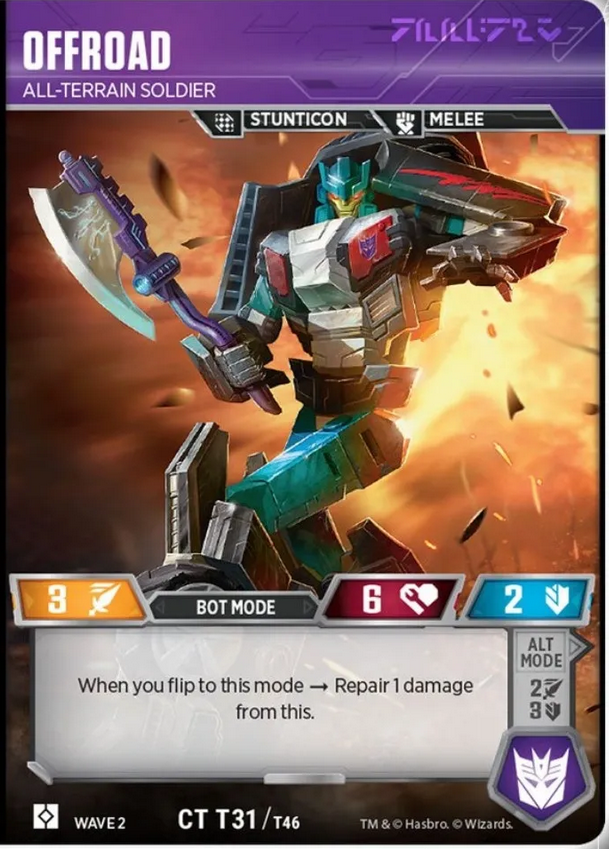 OFFROAD
ALL-TERRAIN SOLDIER
STUNTICON
MELEE
3
BOT MODE
6
2
When you flip to this mode → Repair 1 damage
from this.
ALT
MODE
2
3
WAVE 2
CT T31/T46
TM & © Hasbro. © Wizards.